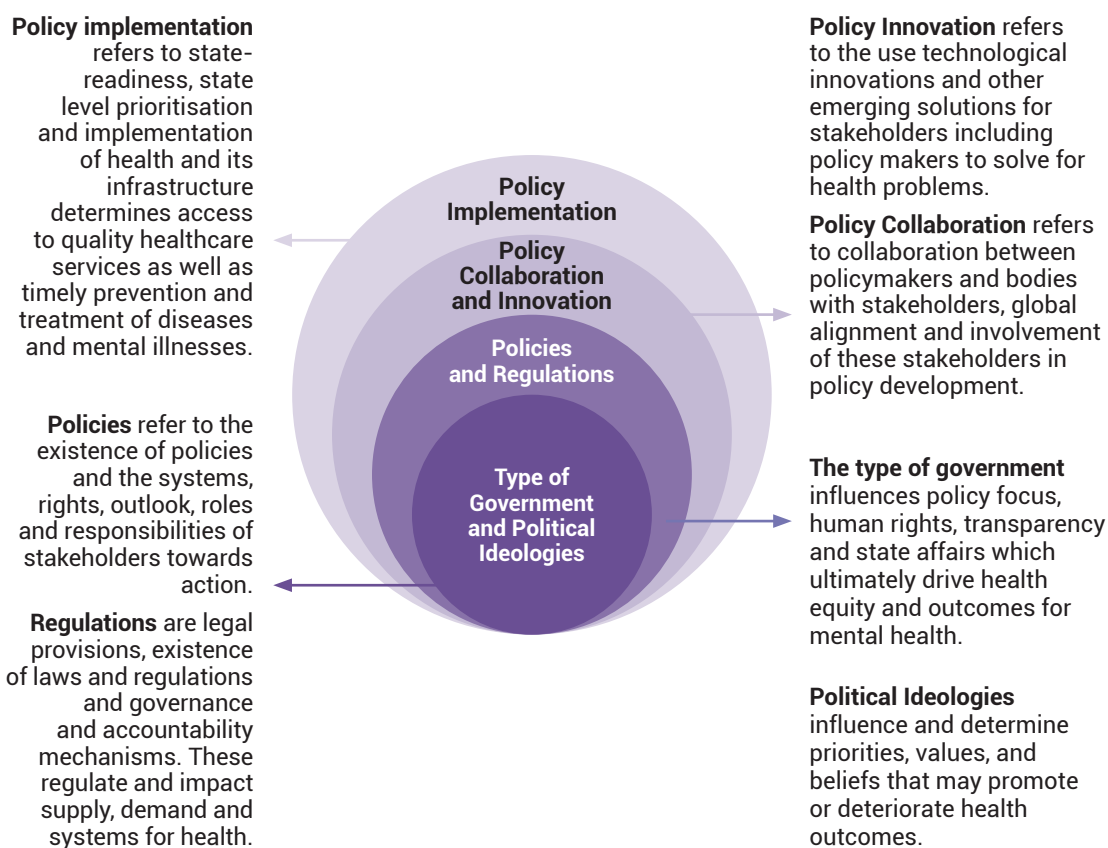 Policy implementation
refers to state-
readiness, state
level prioritisation
and implementation
of health and its
infrastructure
determines access
to quality healthcare
services as well as
timely prevention and
treatment of diseases
and mental illnesses.
Policies refer to the
existence of policies
and the systems,
rights, outlook, roles
and responsibilities of
stakeholders towards
action.
Regulations are legal
provisions, existence
of laws and regulations
and governance
and accountability
mechanisms. These
regulate and impact
supply, demand and
systems for health.
Policy
Implementation
Policy
Collaboration
and Innovation
Policies
and Regulations
Type of
Government
and Political
Ideologies
Policy Innovation refers
to the use technological
innovations and other
emerging solutions for
stakeholders including
policy makers to solve for
health problems.
Policy Collaboration refers
to collaboration between
policymakers and bodies
with stakeholders, global
alignment and involvement
of these stakeholders in
policy development.
The type of government
influences policy focus,
human rights, transparency
and state affairs which
ultimately drive health
equity and outcomes for
mental health.
Political Ideologies
influence and determine
priorities, values, and
beliefs that may promote
or deteriorate health
outcomes.